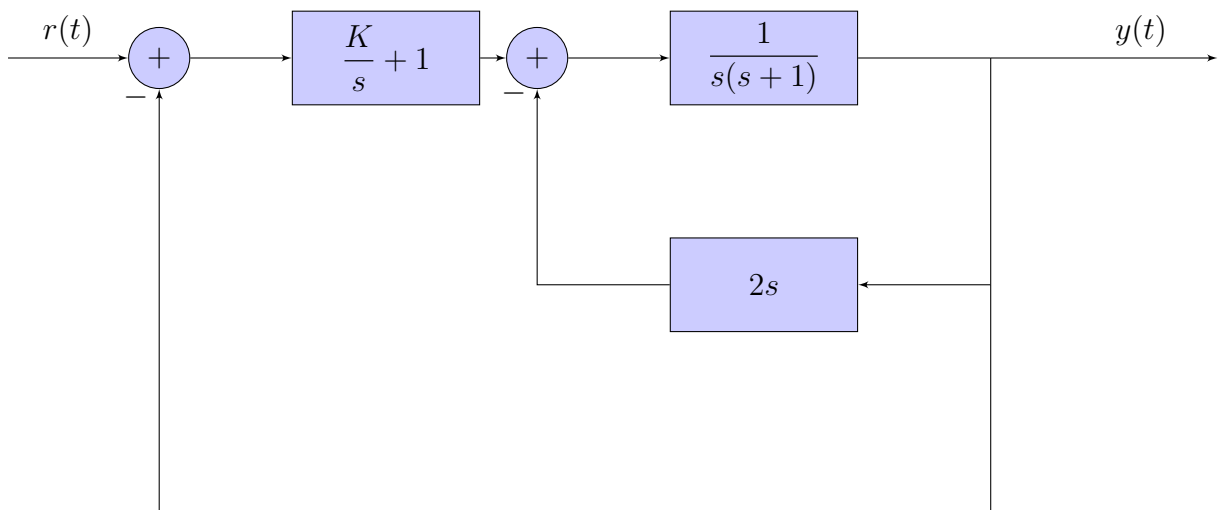 r(t)
+
−
K/s + 1
+
−
1/s(s + 1)
y(t)
2s